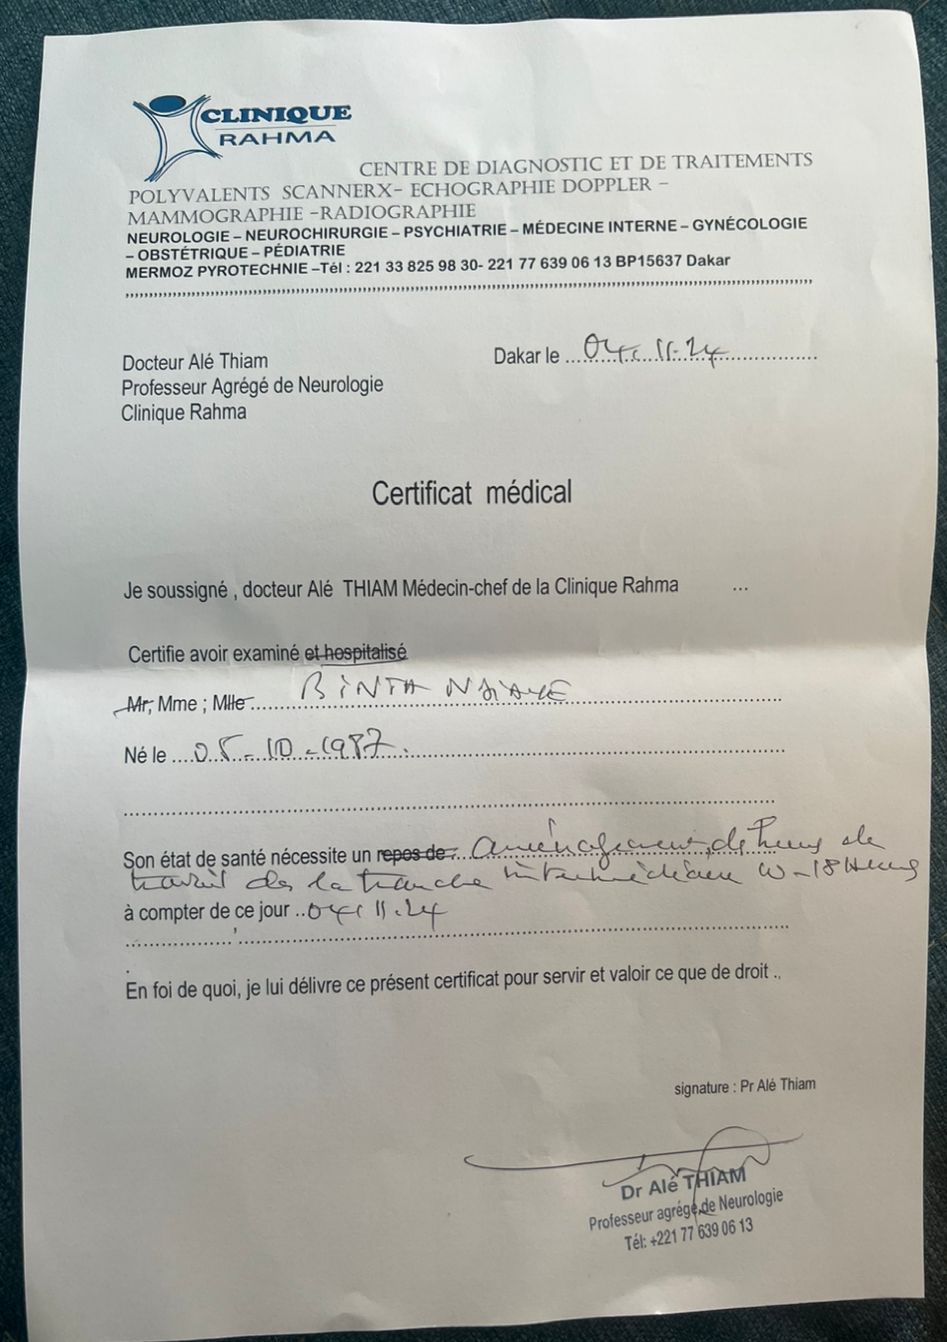 CLINIQUE
RAHMA
CENTRE DE DIAGNOSTIC ET DE TRAITEMENTS
POLYVALENTS SCANNERX- ECHOGRAPHIE DOPPLER –
MAMMOGRAPHIE –RADIOGRAPHIE
NEUROLOGIE – NEUROCHIRURGIE – PSYCHIATRIE – MÉDECINE INTERNE – GYNÉCOLOGIE
– OBSTÉTRIQUE – PÉDIATRIE
MERMOZ PYROTECHNIE –Tél : 221 33 825 98 30- 221 77 639 06 13 BP15637 Dakar
Docteur Alé Thiam
Professeur Agrégé de Neurologie
Clinique Rahma
Dakar le ... 04. 11. 24
Certificat médical
Je soussigné , docteur Alé THIAM Médecin-chef de la Clinique Rahma ...
Certifie avoir examiné et hospitalisé
Mr; Mme ; Mlle BINTA NDIAYE
Né le .... 05-10-1987.
Son état de santé nécessite un repos de.. aménagement de heures de
travail de la tranche intermédiaire 10-18 Heures
à compter de ce jour .. 04. 11. 24
En foi de quoi, je lui délivre ce présent certificat pour servir et valoir ce que de droit ..
signature : Pr Alé Thiam
Dr Alé THIAM
Professeur agrégé de Neurologie
Tél: +221 77 639 06 13